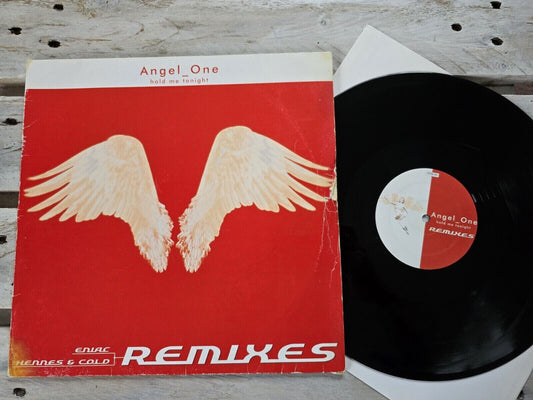 Angel_One
hold me tonight
ENIAC
HENNES & COLD
REMIXES
Angel_One
hold me tonight
REMIXES